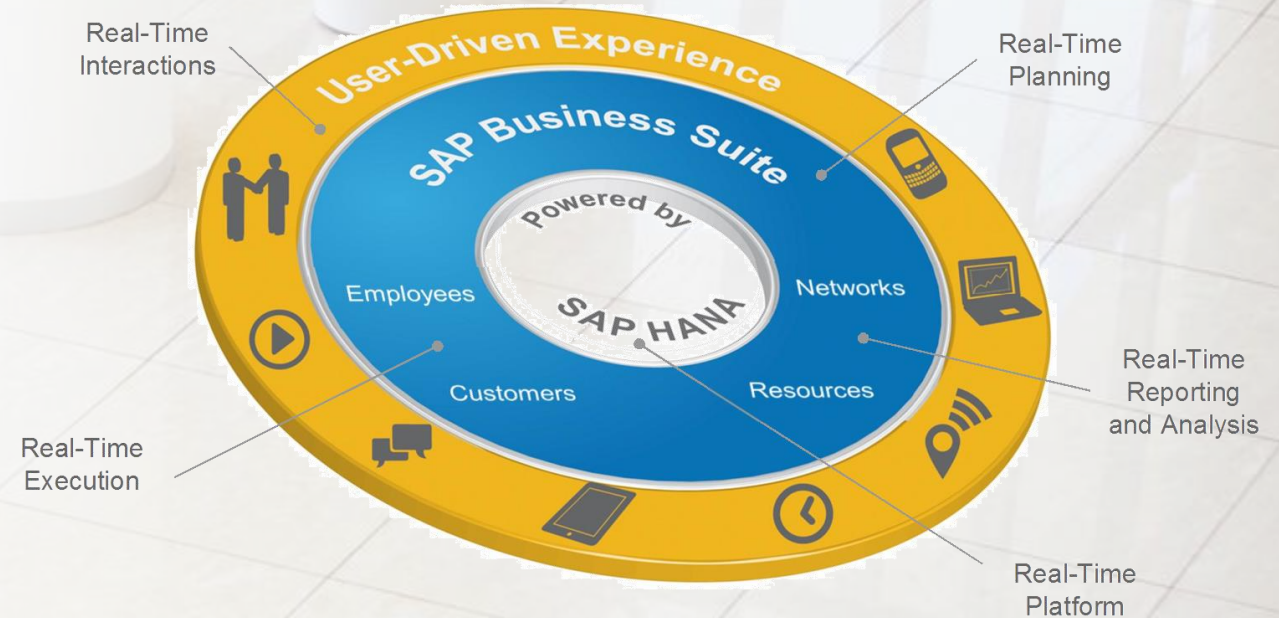 Real-Time
Interactions
User-Driven Experience
Real-Time
Planning
SAP Business Suite
Powered by
SAP HANA
Employees
Networks
Customers
Resources
Real-Time
Reporting
and Analysis
Real-Time
Execution
Real-Time
Platform